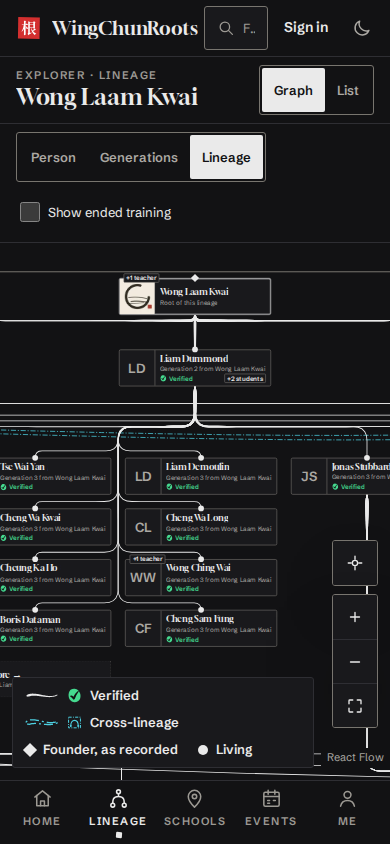 根 WingChunRoots F.. Sign in
EXPLORER · LINEAGE
Wong Laam Kwai
Graph List
Person Generations Lineage
Show ended training
+1 teacher
Wong Laam Kwai
Root of this lineage
LD Liam Dummond
Generation 2 from Wong Laam Kwai
Verified +2 students
Tsc Wai Yan
Generation 3 from Wong Laam Kwai
Verified
LD Liam Demoulin
Generation 3 from Wong Laam Kwai
Verified
JS Jonas Stubbard
Generation 3 from Wong
Verified
Cheng Wa Kwai
Generation 3 from Wong Laam Kwai
Verified
CL Cheng Wa Long
Generation 3 from Wong Laam Kwai
Verified
Cheung Ka Ho
Generation 3 from Wong Laam Kwai
Verified
+1 teacher
WW Wong Ching Wai
Generation 3 from Wong Laam Kwai
Verified
Boris Dataman
Generation 3 from Wong Laam Kwai
Verified
CF Cheng Sam Fung
Generation 3 from Wong Laam Kwai
Verified
Verified
Cross-lineage
Founder, as recorded Living
React Flow
HOME LINEAGE SCHOOLS EVENTS ME